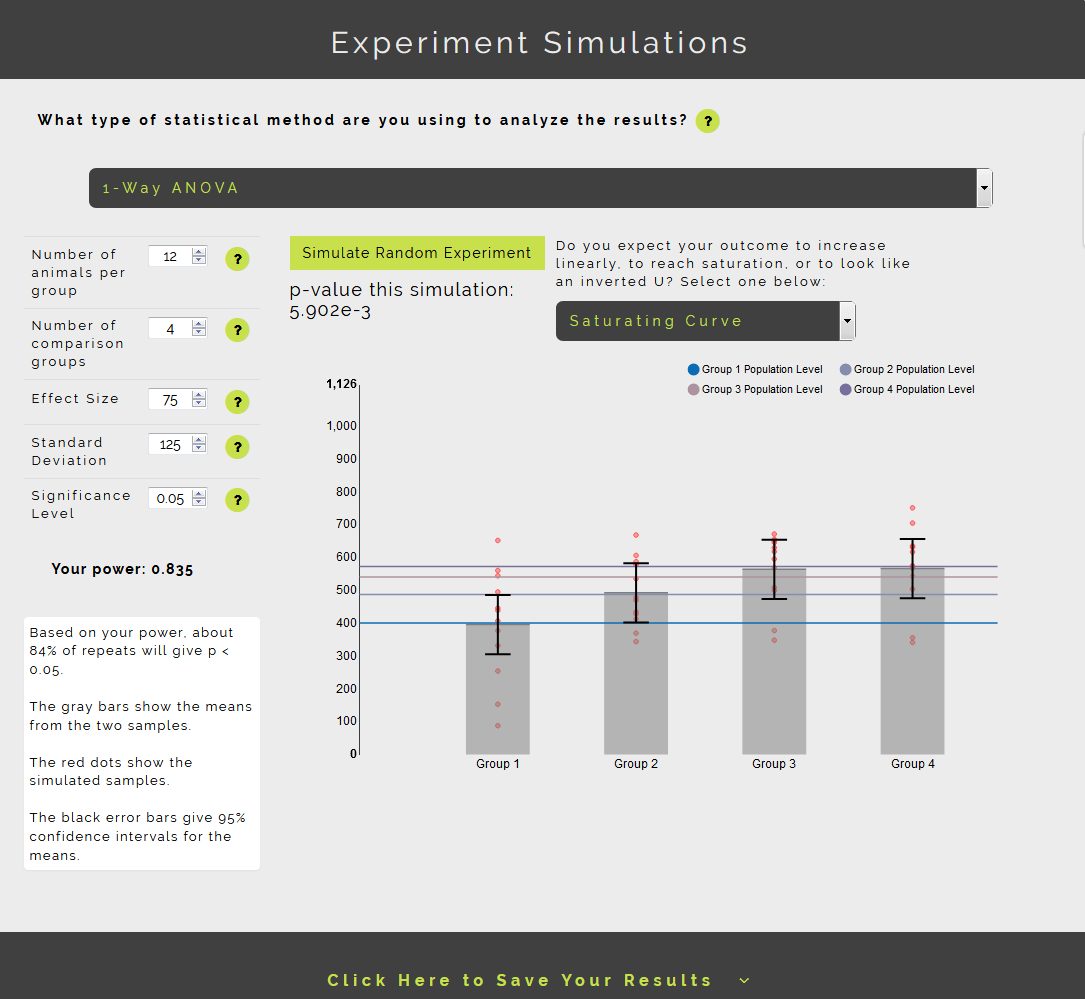 Experiment Simulations
What type of statistical method are you using to analyze the results? ?
1-Way ANOVA
Number of
animals per
group
12
?
Number of
comparison
groups
4
?
Effect Size
75
?
Standard
Deviation
125
?
Significance
Level
0.05
?
Your power: 0.835
Based on your power, about
84% of repeats will give p <
0.05.
The gray bars show the means
from the two samples.
The red dots show the
simulated samples.
The black error bars give 95%
confidence intervals for the
means.
Simulate Random Experiment
p-value this simulation:
5.902e-3
Do you expect your outcome to increase
linearly, to reach saturation, or to look like
an inverted U? Select one below:
Saturating Curve
Group 1 Population Level
Group 2 Population Level
Group 3 Population Level
Group 4 Population Level
1,126
1,000
900
800
700
600
500
400
300
200
100
0
Group 1
Group 2
Group 3
Group 4
Click Here to Save Your Results